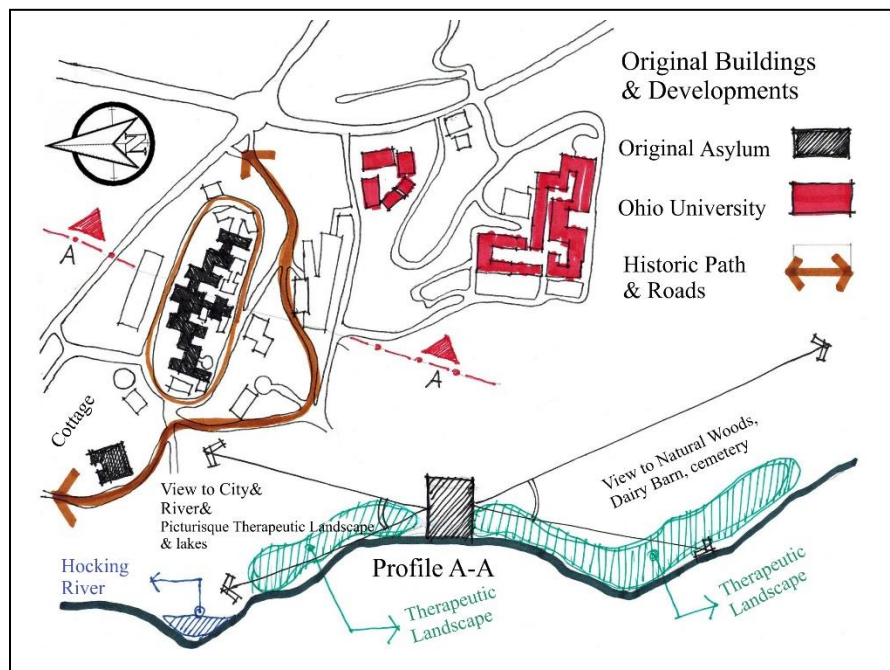 Original Buildings
& Developments
Original Asylum
Ohio University
Historic Path
& Roads
N
A
A
Cottage
View to City&
River&
Picturisque Therapeutic Landscape
& lakes
View to Natural Woods,
Dairy Barn, cemetery
Hocking
River
Profile A-A
Therapeutic
Landscape
Therapeutic
Landscape